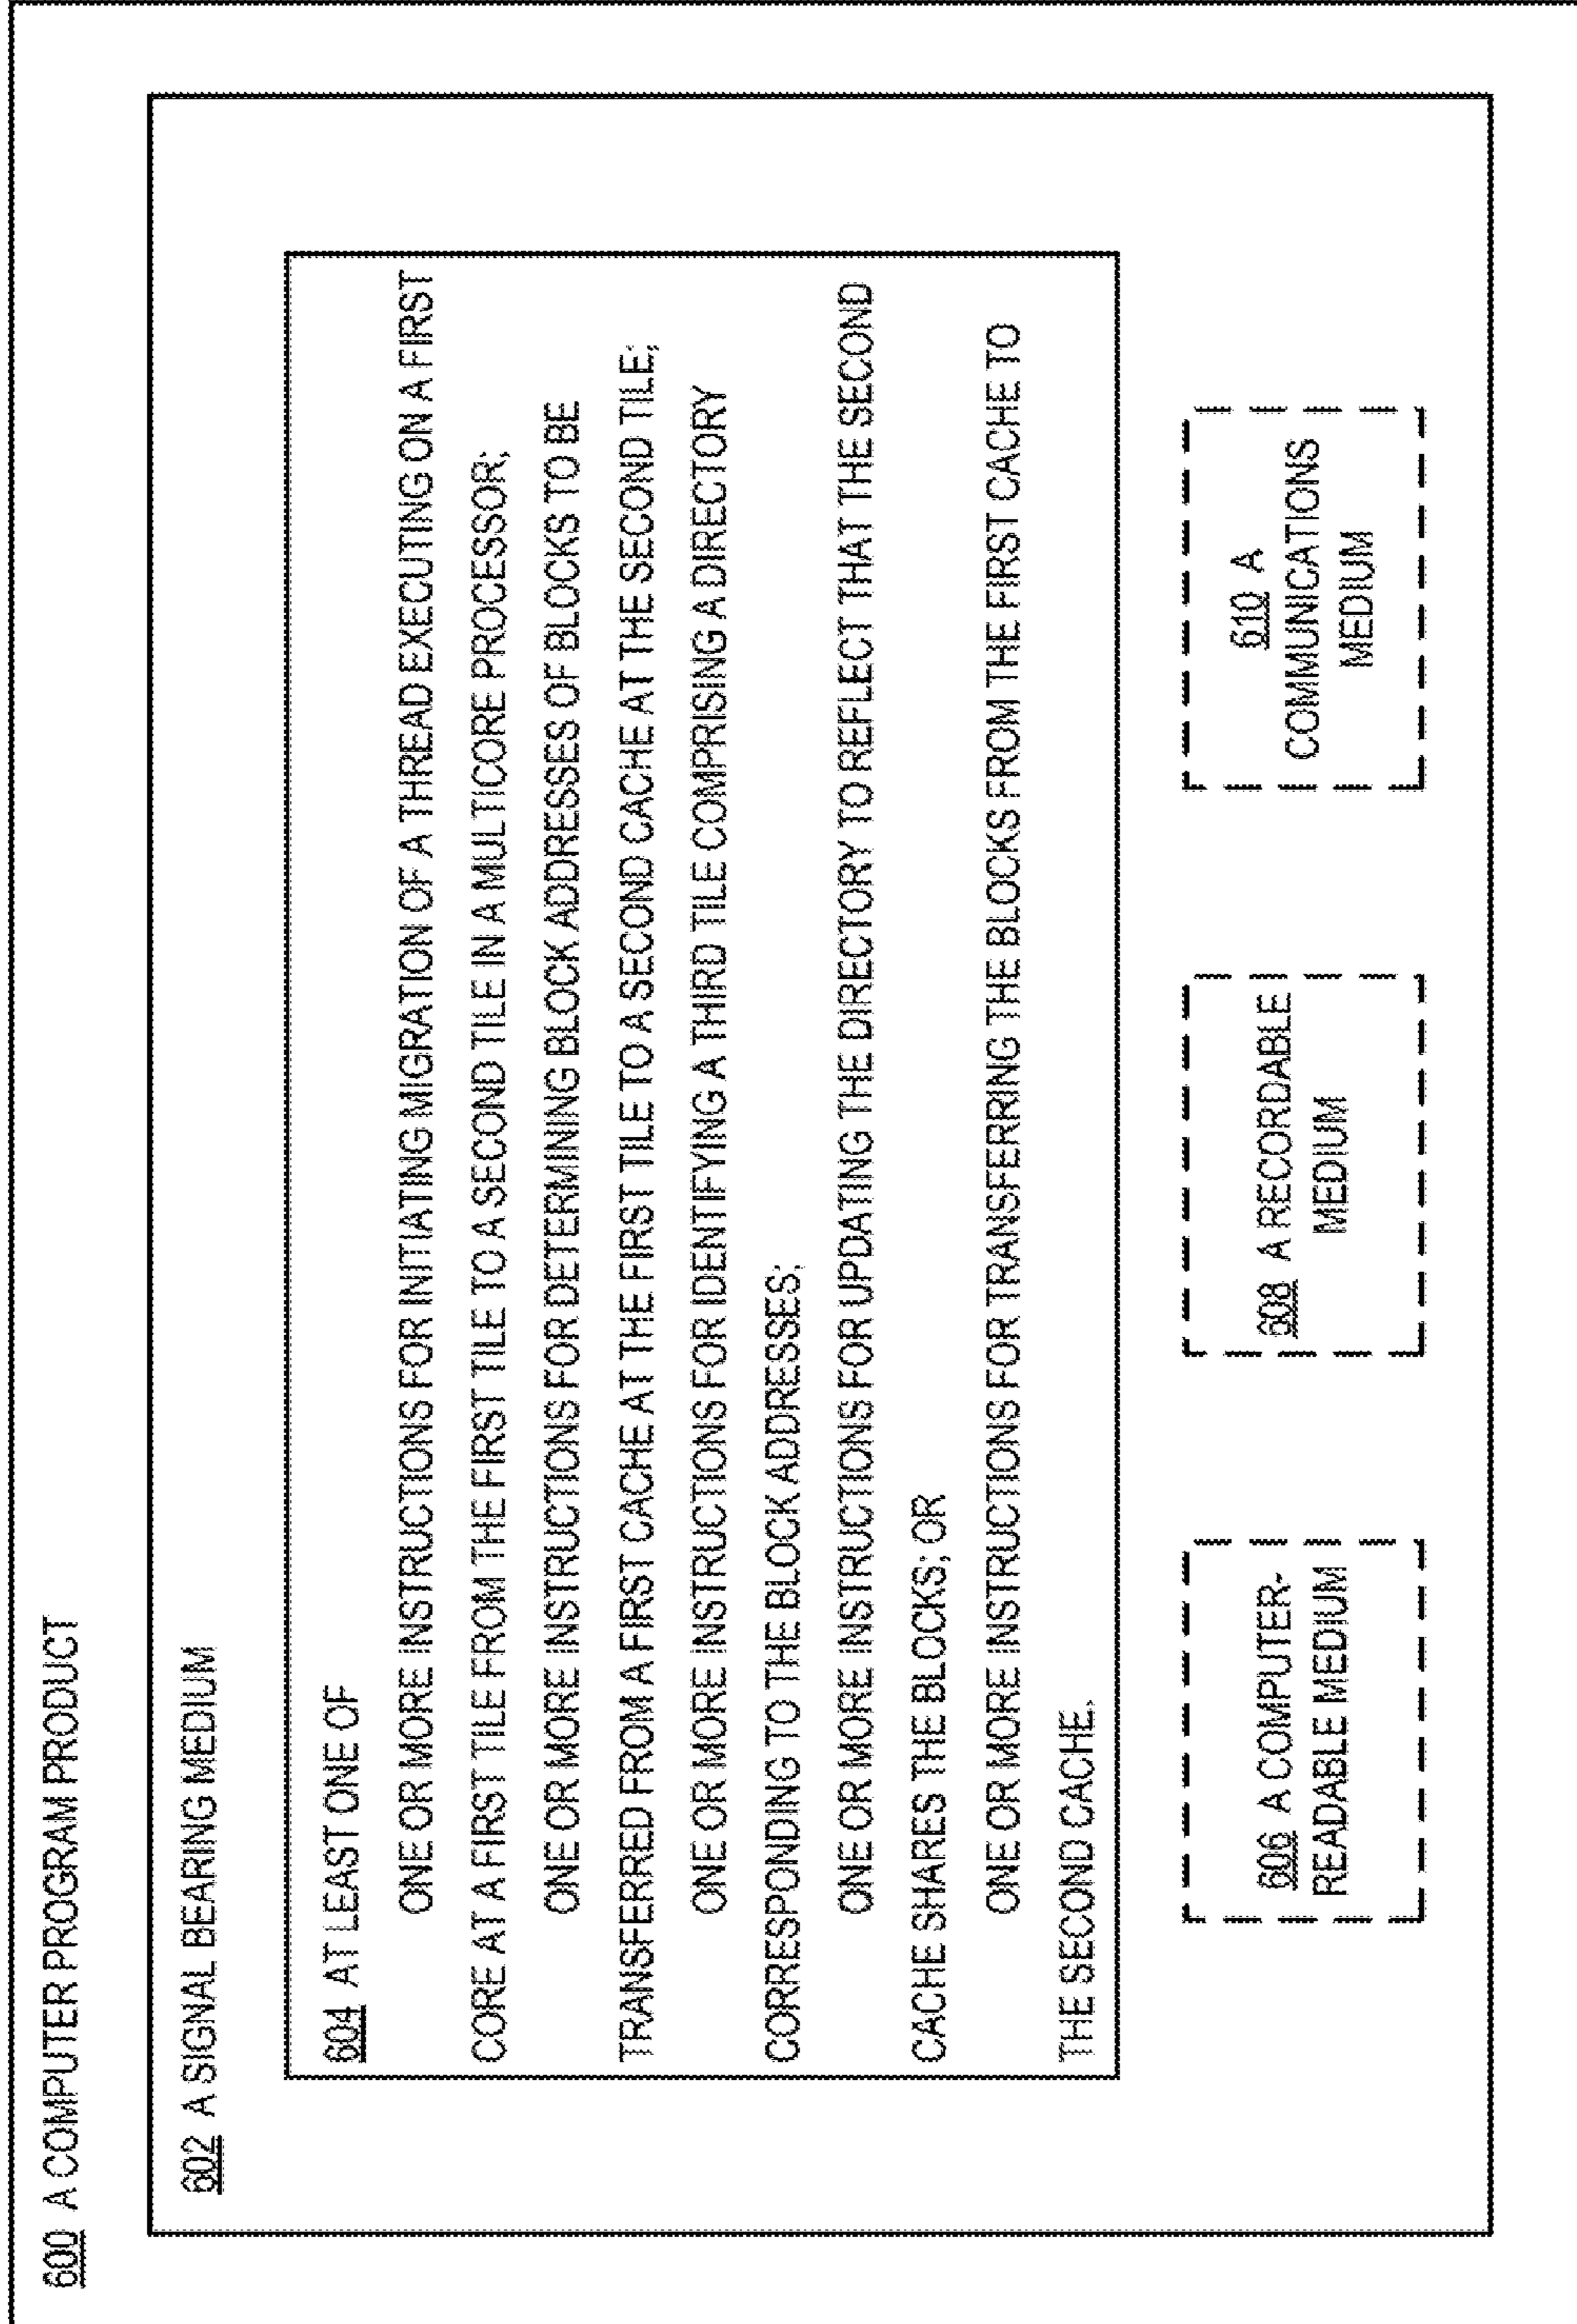 600 A COMPUTER PROGRAM PRODUCT
602 A SIGNAL BEARING MEDIUM
604 AT LEAST ONE OF
ONE OR MORE INSTRUCTIONS FOR INITIATING MIGRATION OF A THREAD EXECUTING ON A FIRST
CORE AT A FIRST TILE FROM THE FIRST TILE TO A SECOND TILE IN A MULTICORE PROCESSOR;
ONE OR MORE INSTRUCTIONS FOR DETERMINING BLOCK ADDRESSES OF BLOCKS TO BE
TRANSFERRED FROM A FIRST CACHE AT THE FIRST TILE TO A SECOND CACHE AT THE SECOND TILE;
ONE OR MORE INSTRUCTIONS FOR IDENTIFYING A THIRD TILE COMPRISING A DIRECTORY
CORRESPONDING TO THE BLOCK ADDRESSES;
ONE OR MORE INSTRUCTIONS FOR UPDATING THE DIRECTORY TO REFLECT THAT THE SECOND
CACHE SHARES THE BLOCKS; OR
ONE OR MORE INSTRUCTIONS FOR TRANSFERRING THE BLOCKS FROM THE FIRST CACHE TO
THE SECOND CACHE.
606 A COMPUTER-
READABLE MEDIUM
608 A RECORDABLE
MEDIUM
610 A
COMMUNICATIONS
MEDIUM